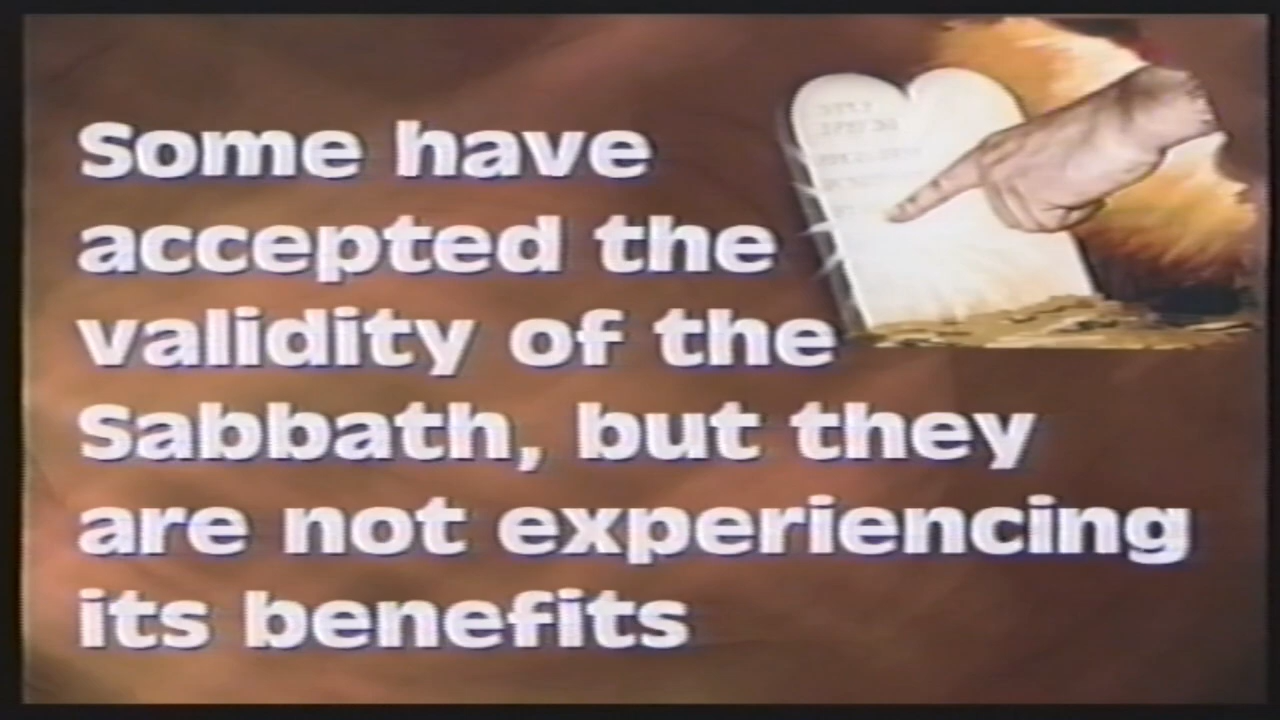 Some have
accepted the
validity of the
Sabbath, but they
are not experiencing
its benefits